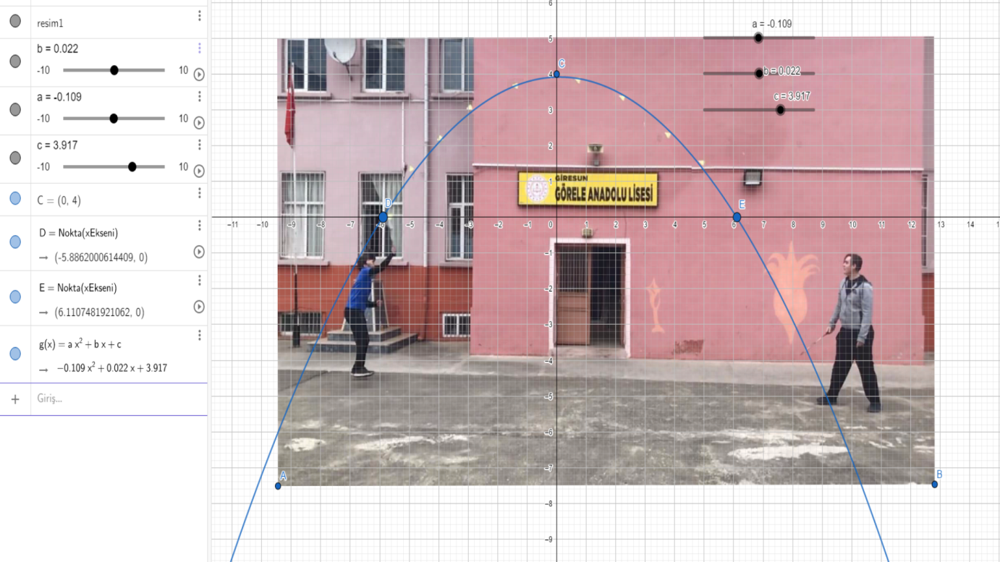 resim1
b = 0.022
-10 10
a = -0.109
-10 10
c = 3.917
-10 10
C = (0, 4)
D = Nokta(xEkseni)
→ (-5.8862000614409, 0)
E = Nokta(xEkseni)
→ (6.1107481921062, 0)
g(x) = a x² + b x + c
→ −0.109 x² + 0.022 x + 3.917
+ Giriş...
6
a = -0.109
5
C
4
b = 0.022
c = 3.917
3
2
1
GİRESUN
GÖRELE ANADOLU LİSESİ
D
E
−11 −10 −9 −8 −7 −6 −5 −4 −3 −2 −1 0 1 2 3 4 5 6 7 8 9 10 11 12 13 14
−1
−2
−3
−4
−5
−6
−7
A
B
−8
−9